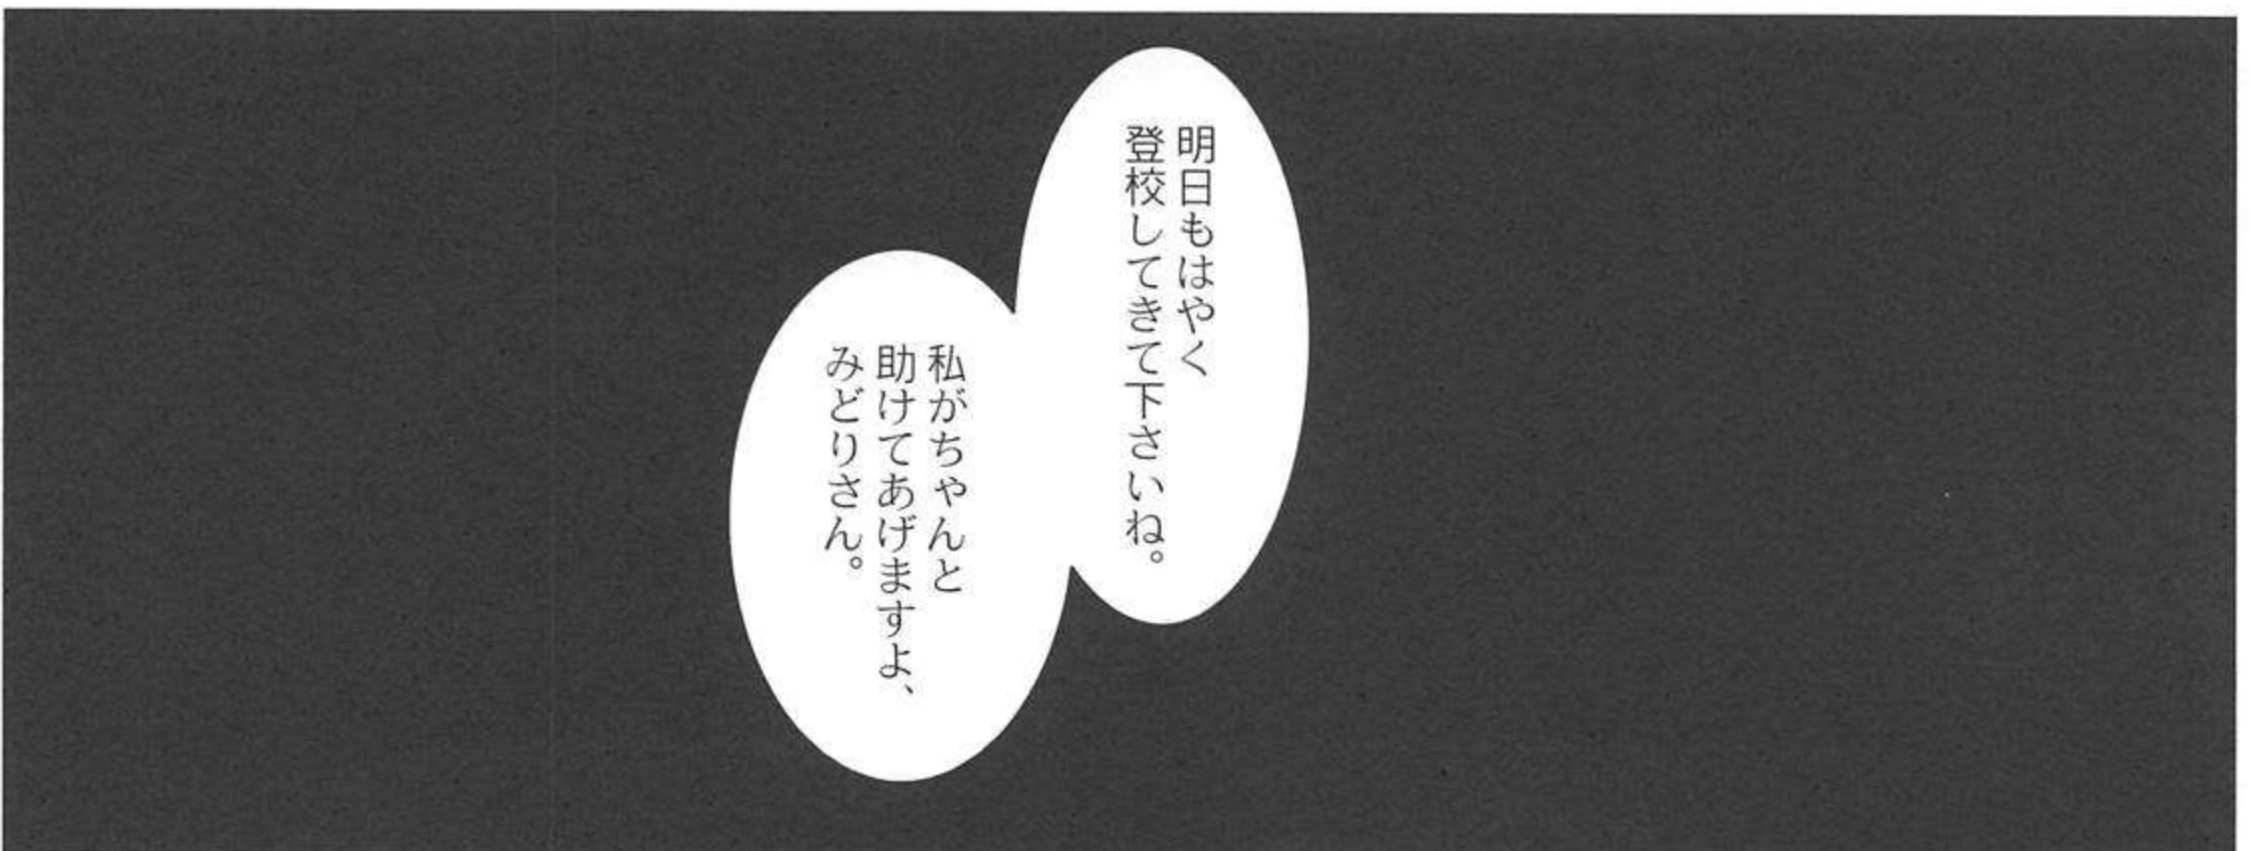 明日もはやく
登校してきて下さいね。
私がちゃんと
助けてあげますよ、
みどりさん。